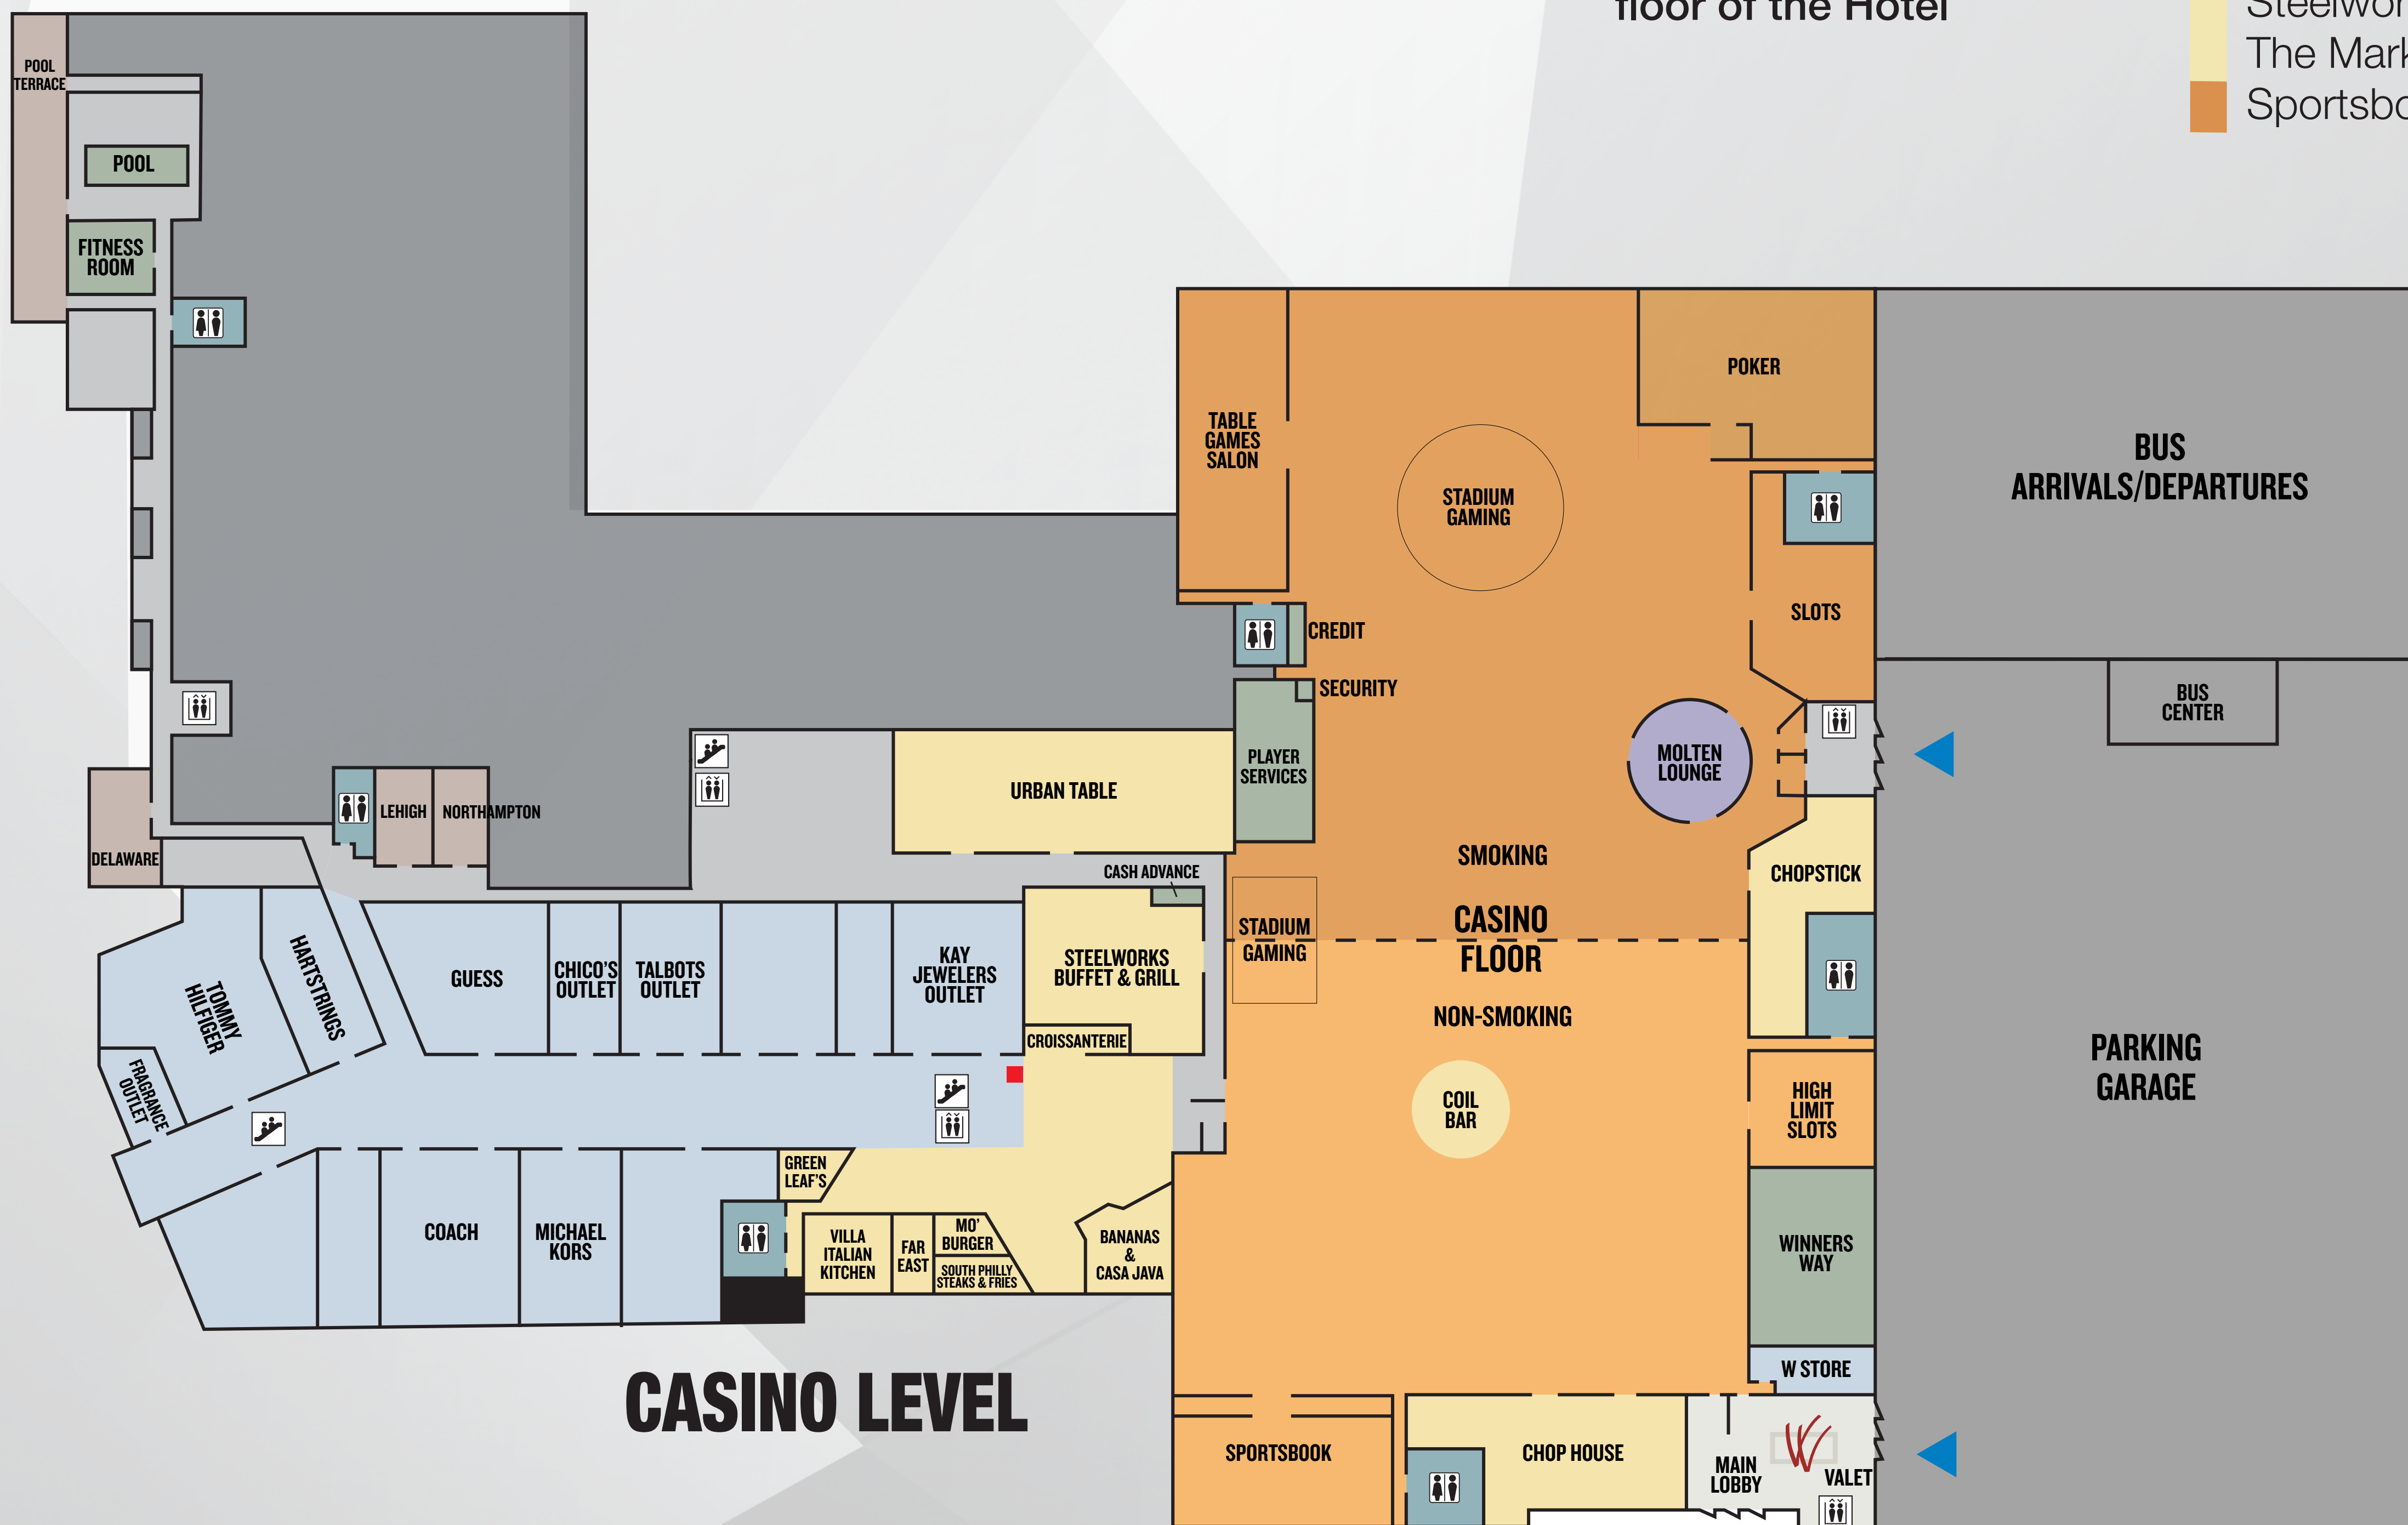 floor of the Hotel
The Mark
Sportsbo
POOL
TERRACE
POOL
FITNESS
ROOM
POKER
TABLE
GAMES
SALON
STADIUM
GAMING
BUS
ARRIVALS/DEPARTURES
SLOTS
CREDIT
SECURITY
BUS
CENTER
MOLTEN
LOUNGE
PLAYER
SERVICES
URBAN TABLE
LEHIGH
NORTHAMPTON
DELAWARE
SMOKING
CASH ADVANCE
CHOPSTICK
STADIUM
GAMING
CASINO
FLOOR
NON-SMOKING
HARTSTRINGS
GUESS
CHICO'S
OUTLET
TALBOTS
OUTLET
KAY
JEWELERS
OUTLET
STEELWORKS
BUFFET & GRILL
CROISSANTERIE
TOMMY
HILFIGER
FRAGRANCE
OUTLET
COIL
BAR
HIGH
LIMIT
SLOTS
PARKING
GARAGE
GREEN
LEAF'S
COACH
MICHAEL
KORS
VILLA
ITALIAN
KITCHEN
FAR
EAST
MO'
BURGER
SOUTH PHILLY
STEAKS & FRIES
BANANAS
&
CASA JAVA
WINNERS
WAY
W STORE
CASINO LEVEL
SPORTSBOOK
CHOP HOUSE
MAIN
LOBBY
VALET